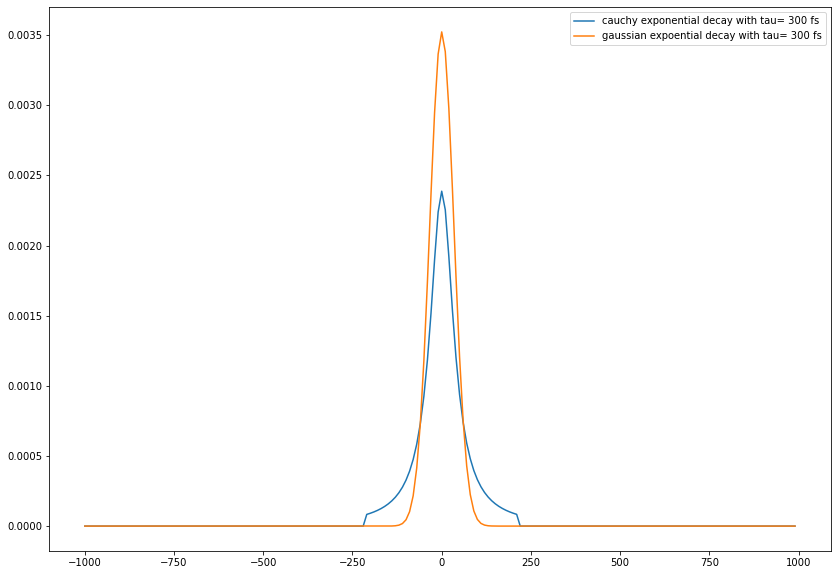 cauchy exponential decay with tau= 300 fs
gaussian expoential decay with tau= 300 fs
0.0035
0.0030
0.0025
0.0020
0.0015
0.0010
0.0005
0.0000
−1000 −750 −500 −250 0 250 500 750 1000